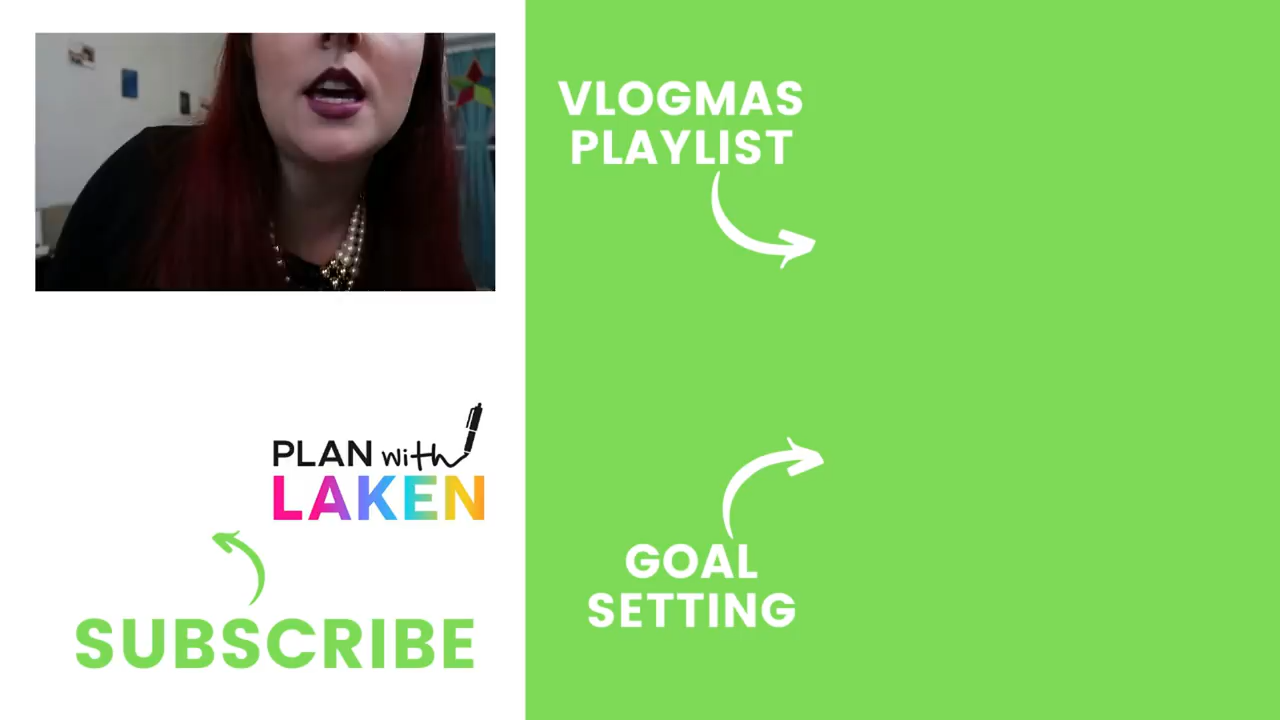 VLOGMAS
PLAYLIST
PLAN with
LAKEN
GOAL
SETTING
SUBSCRIBE